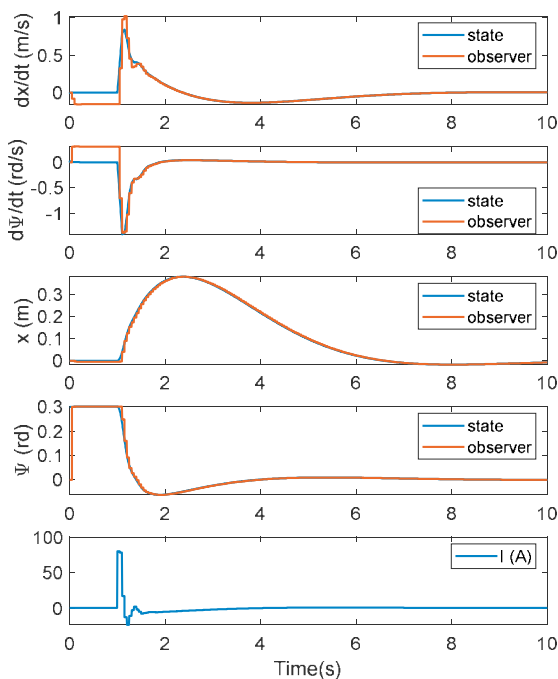 dx/dt (m/s)
1
0.5
0
state
observer
0 2 4 6 8 10
dΨ/dt (rd/s)
0
-0.5
-1
state
observer
0 2 4 6 8 10
x (m)
0.3
0.2
0.1
0
state
observer
0 2 4 6 8 10
Ψ (rd)
0.3
0.2
0.1
0
state
observer
0 2 4 6 8 10
100
50
0
I (A)
0 2 4 6 8 10
Time(s)